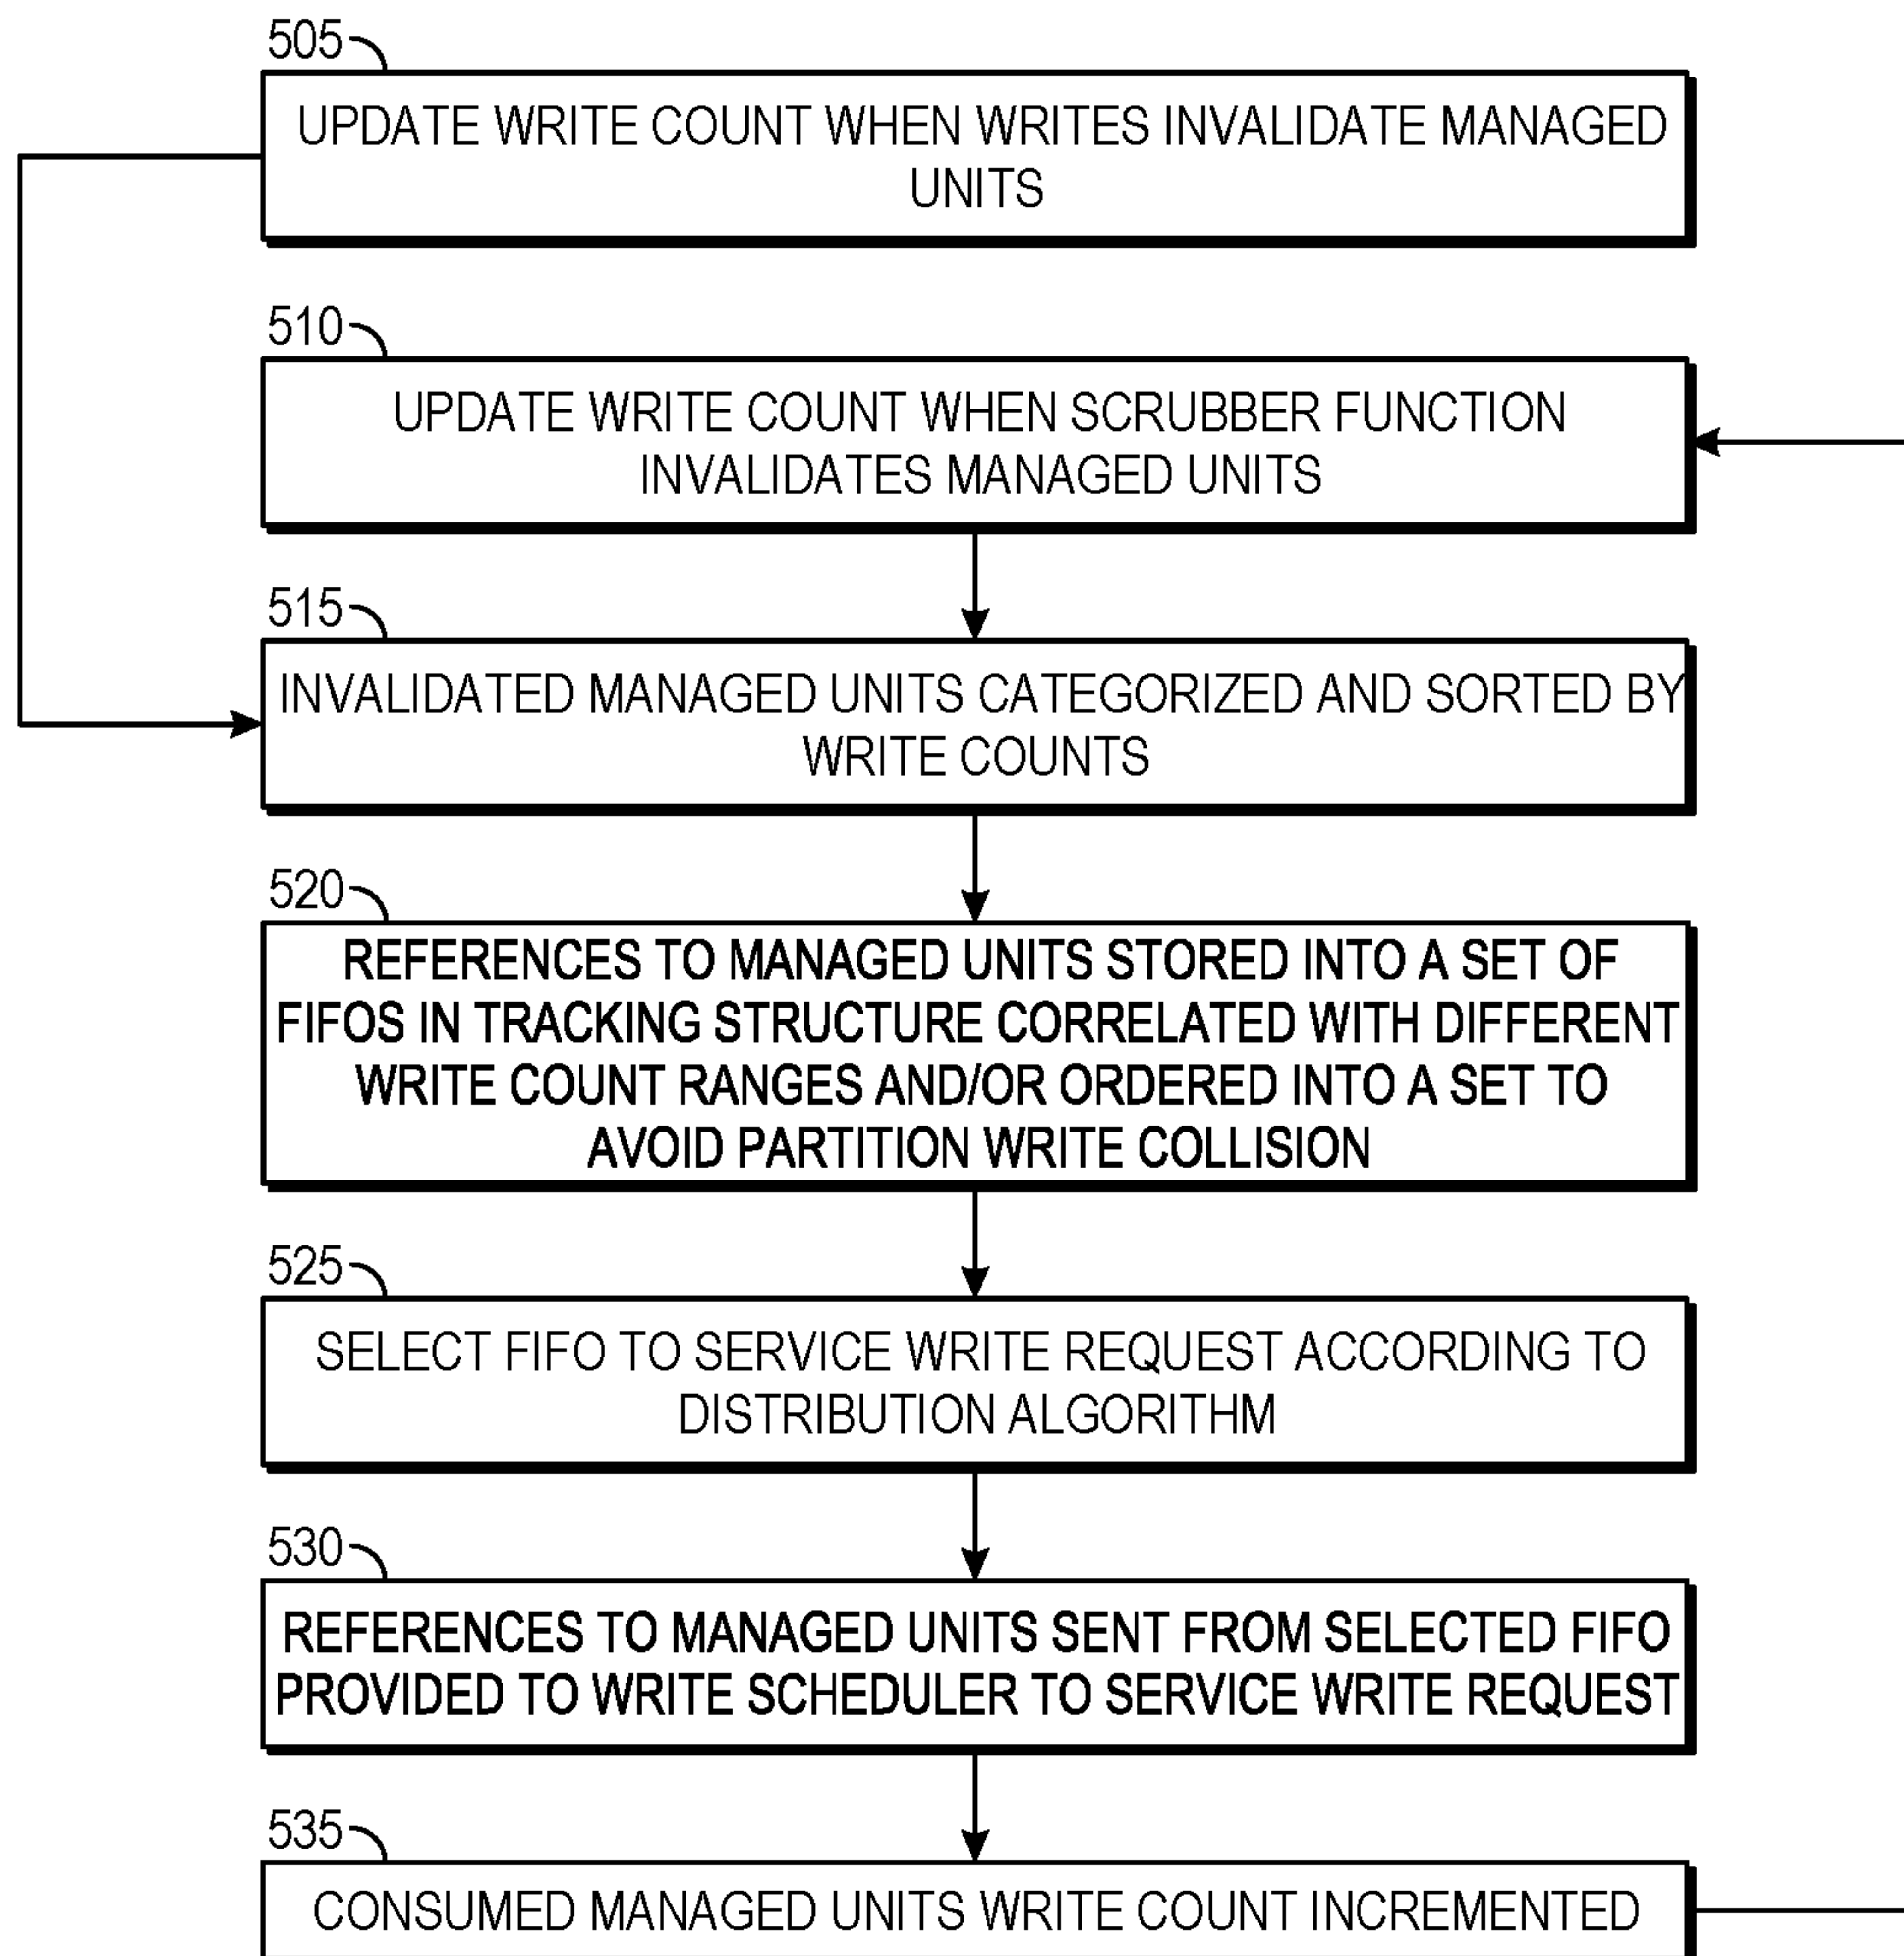 505
UPDATE WRITE COUNT WHEN WRITES INVALIDATE MANAGED
UNITS
510
UPDATE WRITE COUNT WHEN SCRUBBER FUNCTION
INVALIDATES MANAGED UNITS
515
INVALIDATED MANAGED UNITS CATEGORIZED AND SORTED BY
WRITE COUNTS
520
REFERENCES TO MANAGED UNITS STORED INTO A SET OF
FIFOS IN TRACKING STRUCTURE CORRELATED WITH DIFFERENT
WRITE COUNT RANGES AND/OR ORDERED INTO A SET TO
AVOID PARTITION WRITE COLLISION
525
SELECT FIFO TO SERVICE WRITE REQUEST ACCORDING TO
DISTRIBUTION ALGORITHM
530
REFERENCES TO MANAGED UNITS SENT FROM SELECTED FIFO
PROVIDED TO WRITE SCHEDULER TO SERVICE WRITE REQUEST
535
CONSUMED MANAGED UNITS WRITE COUNT INCREMENTED